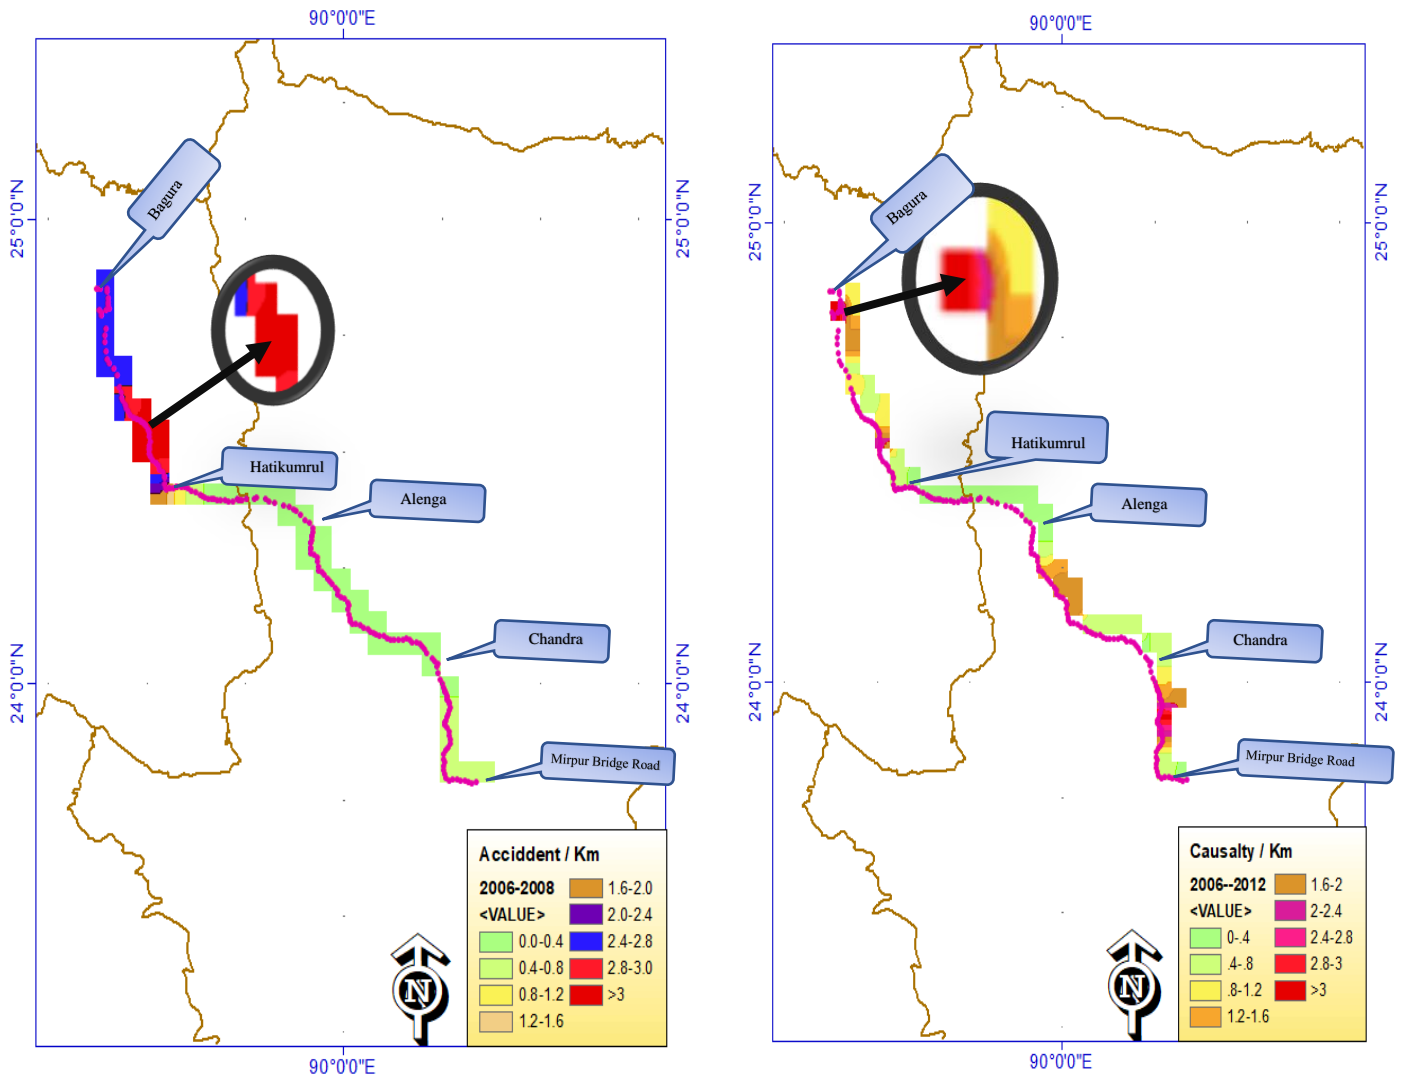 90°0'0"E
25°0'0"N
25°0'0"N
Bagura
Hatikumrul
Alenga
Chandra
24°0'0"N
24°0'0"N
Mirpur Bridge Road
Acciddent / Km
2006-2008
<VALUE>
0.0-0.4
0.4-0.8
0.8-1.2
1.2-1.6
1.6-2.0
2.0-2.4
2.4-2.8
2.8-3.0
>3
N
90°0'0"E
90°0'0"E
25°0'0"N
25°0'0"N
Bagura
Hatikumrul
Alenga
Chandra
24°0'0"N
24°0'0"N
Mirpur Bridge Road
Causalty / Km
2006--2012
<VALUE>
0-.4
.4-.8
.8-1.2
1.2-1.6
1.6-2
2-2.4
2.4-2.8
2.8-3
>3
N
90°0'0"E